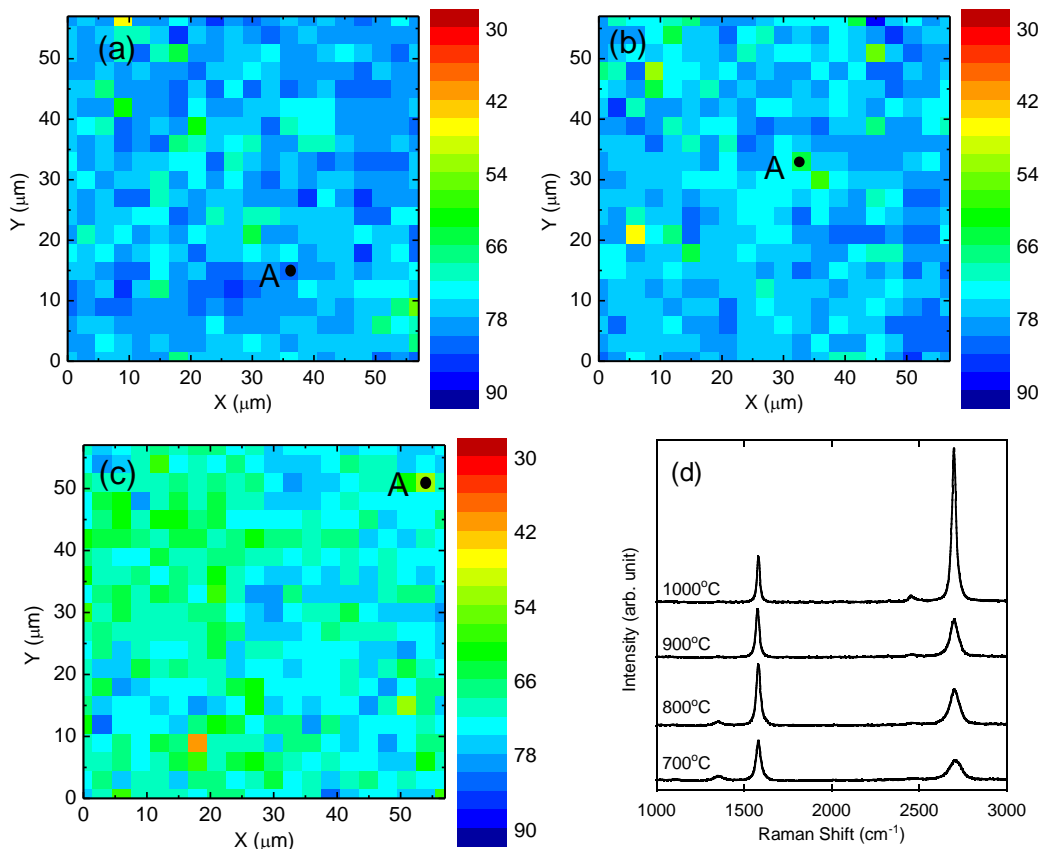 (a)
A
Y (μm)
50
40
30
20
10
0
0 10 20 30 40 50
X (μm)
30
42
54
66
78
90
(b)
A
Y (μm)
50
40
30
20
10
0
0 10 20 30 40 50
X (μm)
30
42
54
66
78
90
(c)
A
Y (μm)
50
40
30
20
10
0
0 10 20 30 40 50
X (μm)
30
42
54
66
78
90
(d)
Intensity (arb. unit)
1000°C
900°C
800°C
700°C
1000 1500 2000 2500 3000
Raman Shift (cm⁻¹)